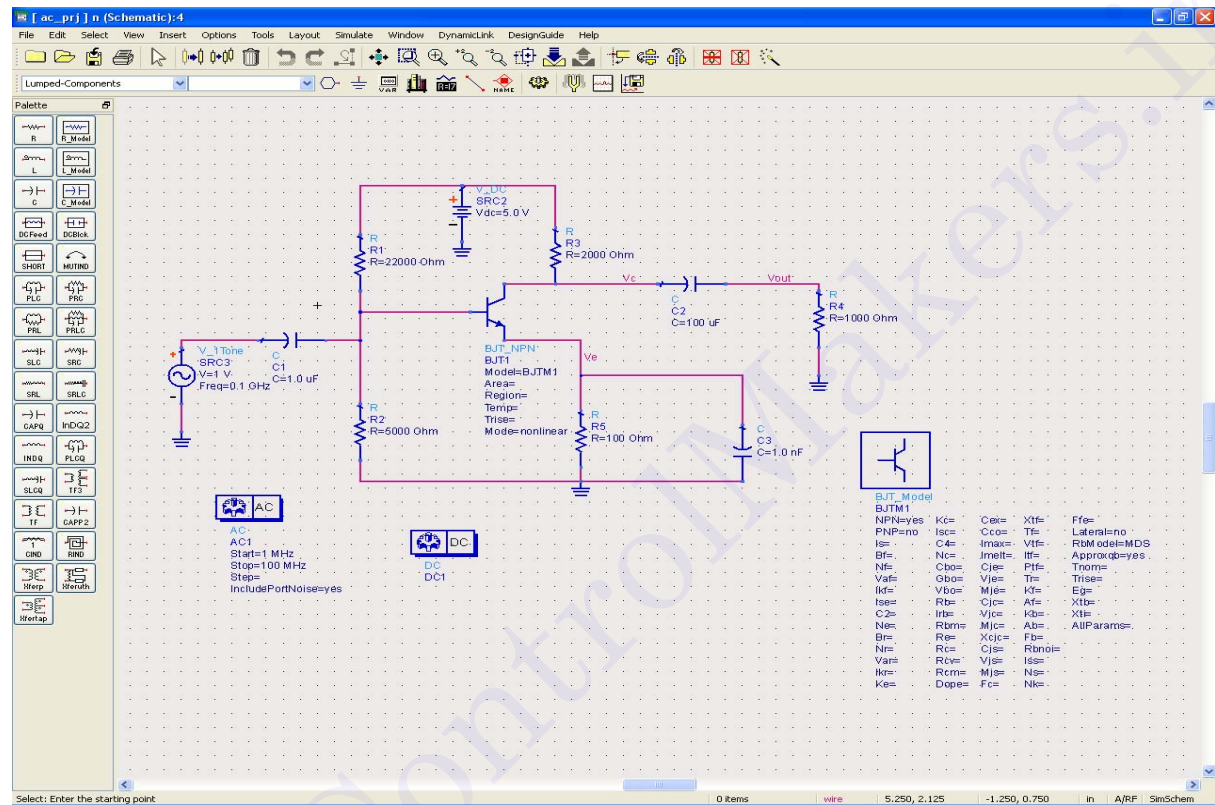 [ ac_prj ] n (Schematic):4
File Edit Select View Insert Options Tools Layout Simulate Window DynamicLink DesignGuide Help
Lumped-Components
VAR
NAME
Palette
R R_Model
L L_Model
C C_Model
DCFeed DCBlck
SHORT MUTIND
PLC PRC
PRL PRLC
SLC SRC
SRL SRLC
CAPQ InDQ2
INDQ PLCQ
SLCQ TF3
TF CAPP2
CIND RIND
Xferp Xferuth
Xfertap
V_DC
SRC2
Vdc=5.0 V
R
R1
R=22000 Ohm
R
R3
R=2000 Ohm
Vc
Vout
C
C2
C=100 uF
R
R4
R=1000 Ohm
V_1Tone
SRC3
V=1 V
Freq=0.1 GHz
C
C1
C=1.0 uF
BJT_NPN
BJT1
Model=BJTM1
Area=
Region=
Temp=
Trise=
Mode=nonlinear
Ve
R
R2
R=5000 Ohm
R
R5
R=100 Ohm
C
C3
C=1.0 nF
AC
AC
AC1
Start=1 MHz
Stop=100 MHz
Step=
IncludePortNoise=yes
DC
DC
DC1
BJT_Model
BJTM1
NPN=yes Kc= Cex= Xtf= Ffe=
PNP=no Isc= Cco= Tf= Lateral=no
Is= C4= Imax= Vtf= RbModel=MDS
Bf= Nc= Imelt= Itf= Approxqb=yes
Nf= Cbo= Cje= Ptf= Tnom=
Vaf= Gbo= Vje= Tr= Trise=
Ikf= Vbo= Mje= Kf= Eg=
Ise= Rb= Cjc= Af= Xtb=
C2= Irb= Vjc= Kb= Xti=
Ne= Rbm= Mjc= Ab= AllParams=
Br= Re= Xcjc= Fb=
Nr= Rc= Cjs= Rbnoi=
Var= Rcv= Vjs= Iss=
Ikr= Rcm= Mjs= Ns=
Ke= Dope= Fc= Nk=
Select: Enter the starting point 0 items wire 5.250, 2.125 -1.250, 0.750 in A/RF SimSchem